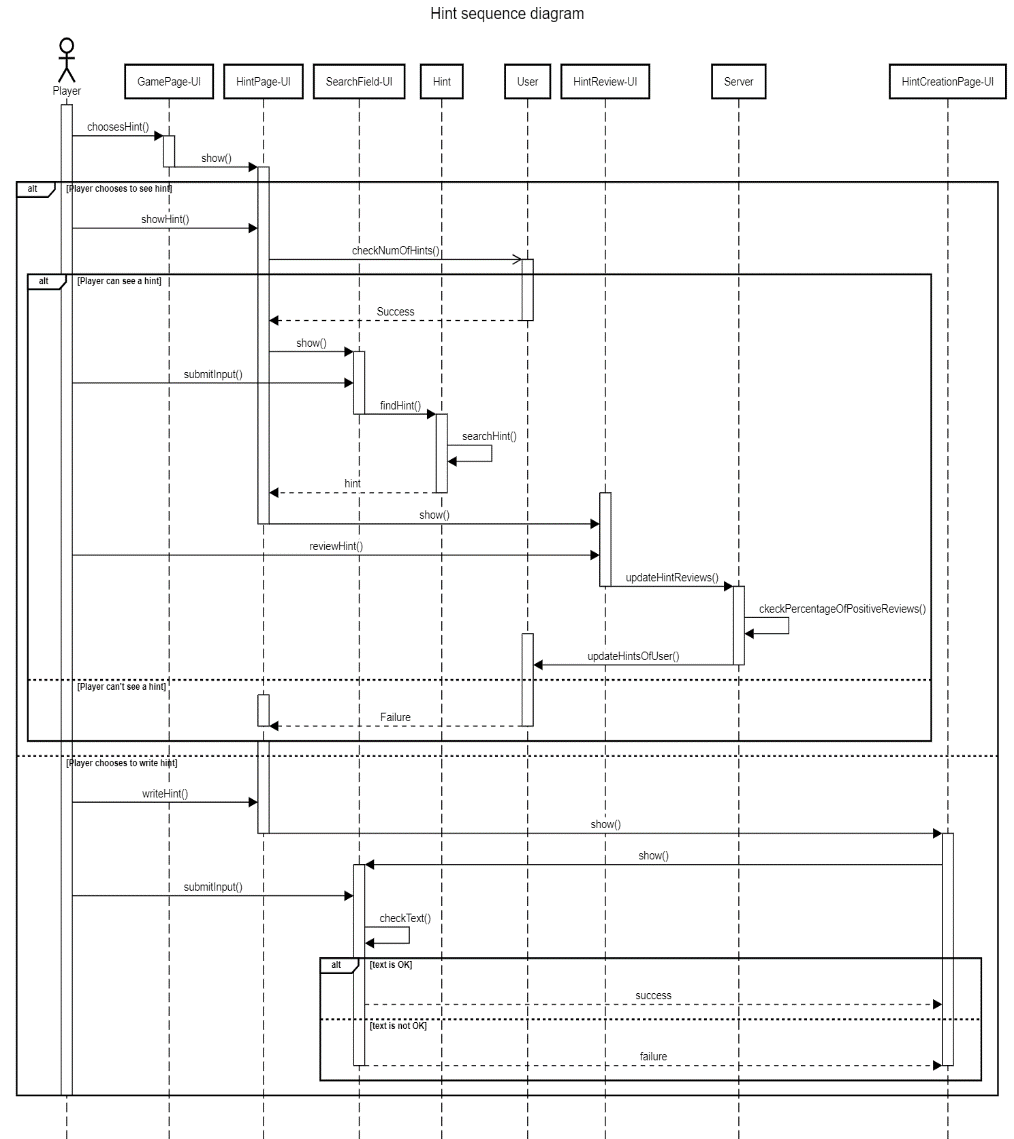 Hint sequence diagram
Player
GamePage-UI
HintPage-UI
SearchField-UI
Hint
User
HintReview-UI
Server
HintCreationPage-UI
choosesHint()
show()
alt
[Player chooses to see hint]
showHint()
checkNumOfHints()
alt
[Player can see a hint]
Success
show()
submitInput()
findHint()
searchHint()
hint
show()
reviewHint()
updateHintReviews()
ckeckPercentageOfPositiveReviews()
updateHintsOfUser()
[Player can't see a hint]
Failure
[Player chooses to write hint]
writeHint()
show()
show()
submitInput()
checkText()
alt
[text is OK]
success
[text is not OK]
failure